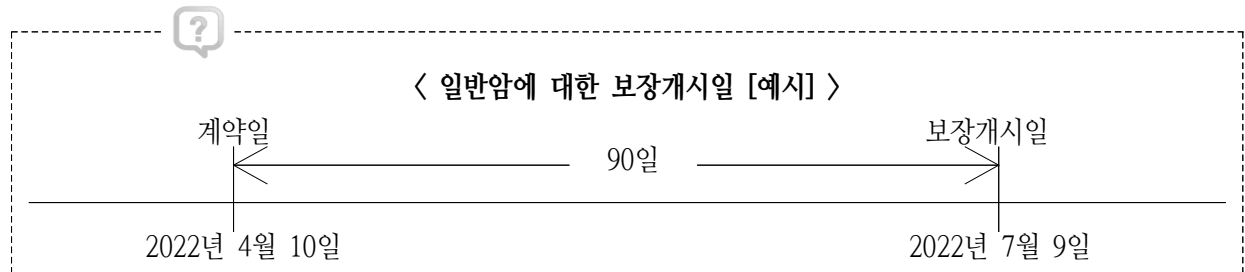 ?
〈 일반암에 대한 보장개시일 [예시] 〉
계약일 보장개시일
90일
2022년 4월 10일 2022년 7월 9일